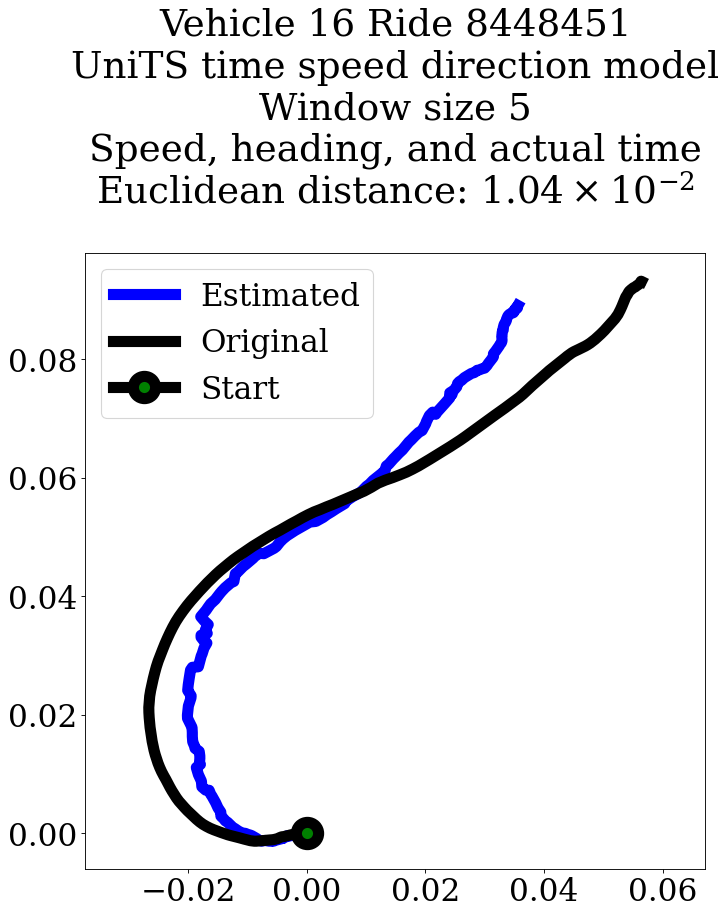 Vehicle 16 Ride 8448451
UniTS time speed direction model
Window size 5
Speed, heading, and actual time
Euclidean distance: 1.04 × 10⁻²
Estimated
Original
Start
0.08
0.06
0.04
0.02
0.00
−0.02 0.00 0.02 0.04 0.06